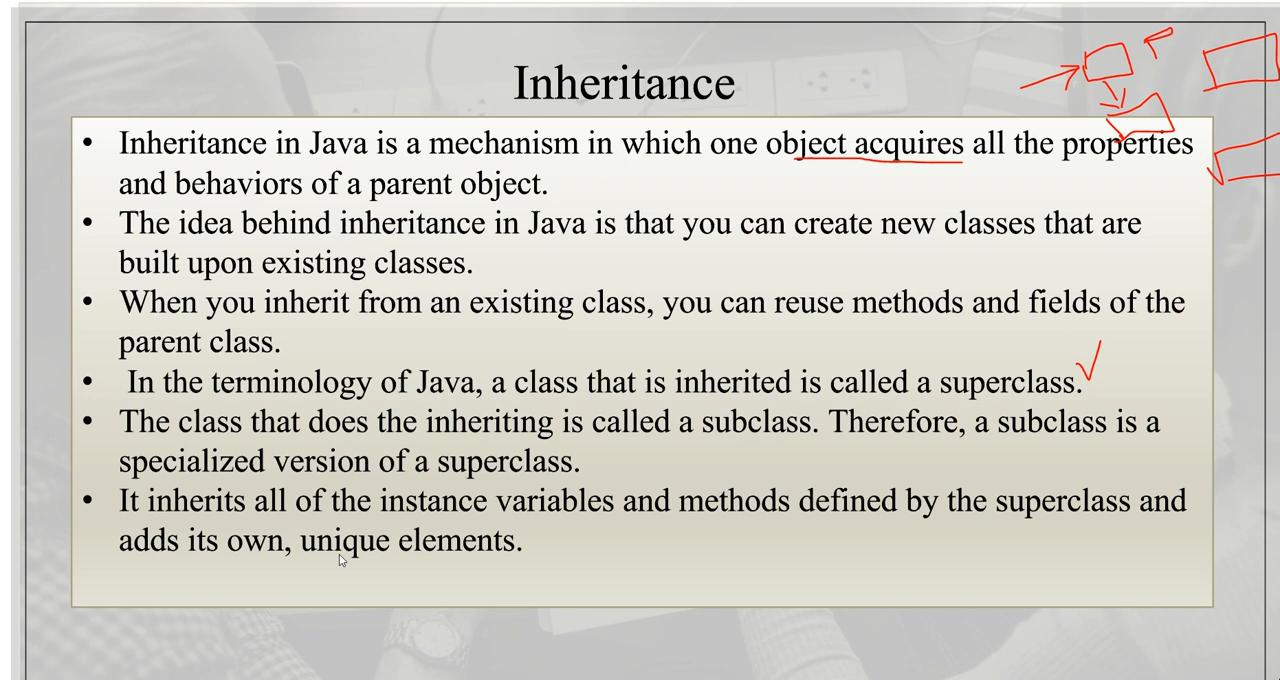 Inheritance
• Inheritance in Java is a mechanism in which one object acquires all the properties
and behaviors of a parent object.
• The idea behind inheritance in Java is that you can create new classes that are
built upon existing classes.
• When you inherit from an existing class, you can reuse methods and fields of the
parent class.
• In the terminology of Java, a class that is inherited is called a superclass.
• The class that does the inheriting is called a subclass. Therefore, a subclass is a
specialized version of a superclass.
• It inherits all of the instance variables and methods defined by the superclass and
adds its own, unique elements.